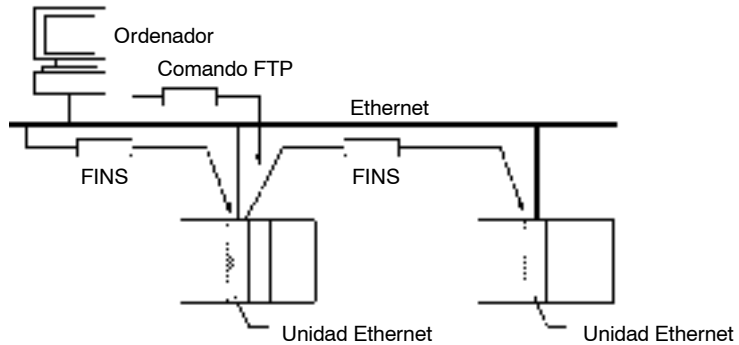 Ordenador
Comando FTP
Ethernet
FINS
FINS
Unidad Ethernet
Unidad Ethernet